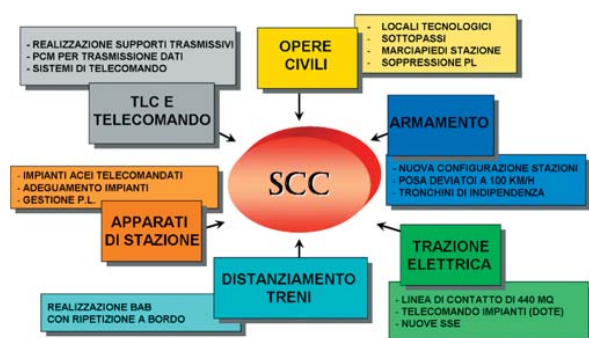 - REALIZZAZIONE SUPPORTI TRASMISSIVI
- PCM PER TRASMISSIONE DATI
- SISTEMI DI TELECOMANDO
TLC E
TELECOMANDO
OPERE
CIVILI
- LOCALI TECNOLOGICI
- SOTTOPASSI
- MARCIAPIEDI STAZIONE
- SOPPRESSIONE PL
ARMAMENTO
- NUOVA CONFIGURAZIONE STAZIONI
- POSA DEVIATOI A 100 KM/H
- TRONCHINI DI INDIPENDENZA
SCC
- IMPIANTI ACEI TELECOMANDATI
- ADEGUAMENTO IMPIANTI
- GESTIONE P.L.
APPARATI
DI STAZIONE
DISTANZIAMENTO
TRENI
REALIZZAZIONE BAB
CON RIPETIZIONE A BORDO
TRAZIONE
ELETTRICA
- LINEA DI CONTATTO DI 440 MQ
- TELECOMANDO IMPIANTI (DOTE)
- NUOVE SSE